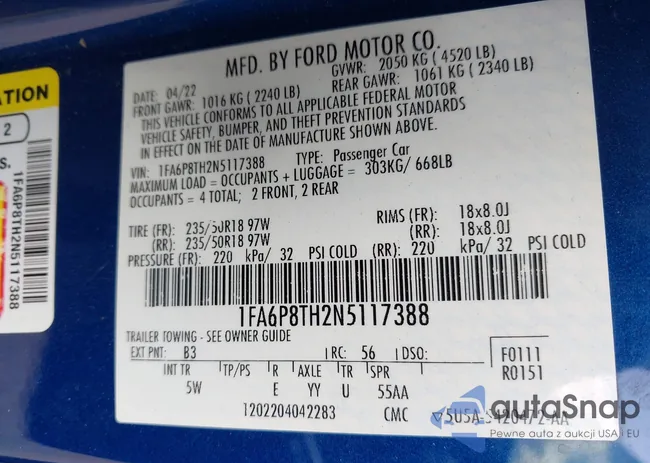 ATION
2
S.
1FA6P8TH2N5117388
MFD. BY FORD MOTOR CO.
DATE: 04/22 GVWR: 2050 KG ( 4520 LB)
FRONT GAWR: 1016 KG ( 2240 LB) REAR GAWR: 1061 KG ( 2340 LB)
THIS VEHICLE CONFORMS TO ALL APPLICABLE FEDERAL MOTOR
VEHICLE SAFETY, BUMPER, AND THEFT PREVENTION STANDARDS
IN EFFECT ON THE DATE OF MANUFACTURE SHOWN ABOVE.
VIN: 1FA6P8TH2N5117388 TYPE: Passenger Car
MAXIMUM LOAD = OCCUPANTS + LUGGAGE = 303KG/ 668LB
OCCUPANTS = 4 TOTAL; 2 FRONT, 2 REAR
TIRE (FR): 235/50R18 97W RIMS (FR): 18x8.0J
(RR): 235/50R18 97W (RR): 18x8.0J
PRESSURE (FR): 220 kPa/ 32 PSI COLD (RR): 220 kPa/ 32 PSI COLD
1FA6P8TH2N5117388
TRAILER TOWING - SEE OWNER GUIDE
EXT PNT: B3 RC: 56 DSO: F0111
INT TR TP/PS R AXLE TR SPR R0151
5W E YY U 55AA
1202204042283 CMC 5U5A-S420472-AA
autaSnap
Pewne auta z aukcji USA i EU